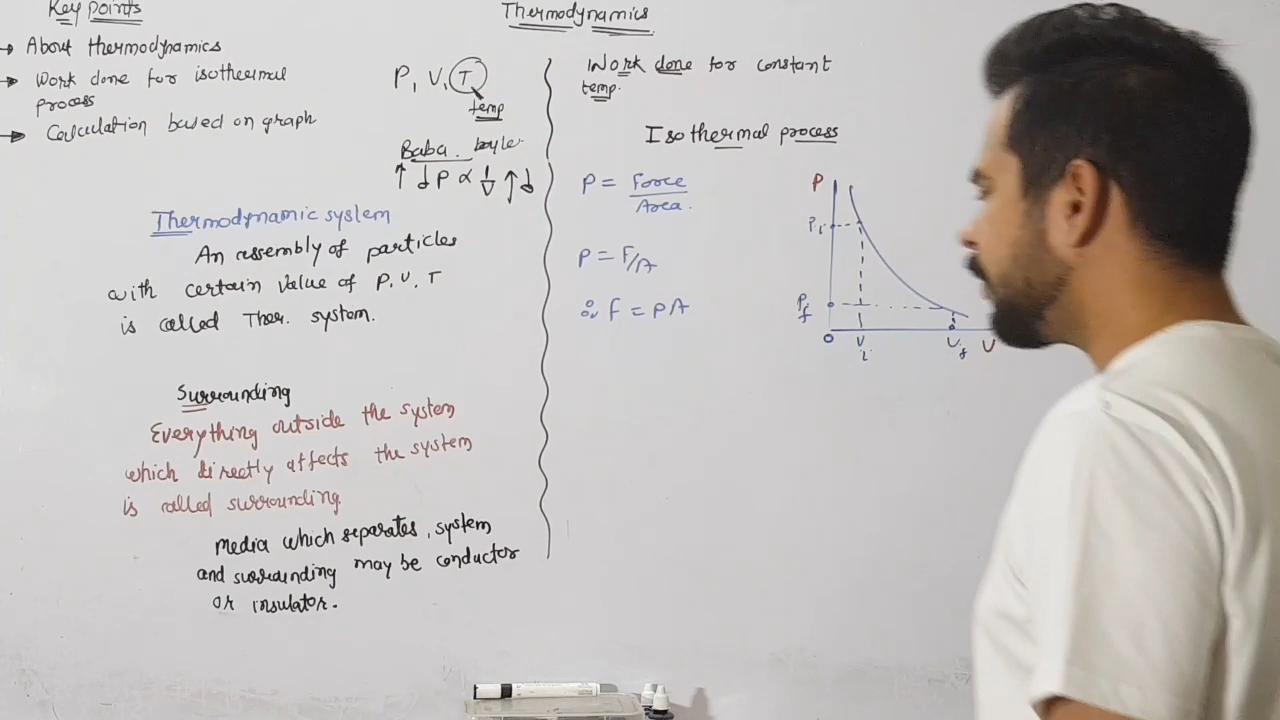 Key points
→ About thermodynamics
→ Work done for isothermal
process
→ Calculation based on graph
P, V, T
temp
Baba. boyle.
↑ ↓ P ∝ 1/V ↑ ↓
Thermodynamic system
An assembly of particles
with certain value of P, V, T
is called Ther. system.
Surrounding
Everything outside the system
which directly affects the system
is called surrounding.
Media which separates, system
and surrounding may be conductor
or insulator.
Thermodynamics
Work done for constant
temp.
Isothermal process
P = Force
Area.
P = F/A
or F = PA
P
Pi
Pf
O
Vi
Vf
V